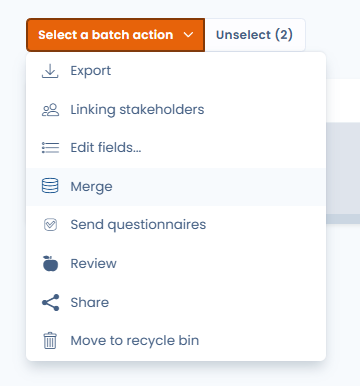 Select a batch action
Unselect (2)
Export
Linking stakeholders
Edit fields...
Merge
Send questionnaires
Review
Share
Move to recycle bin